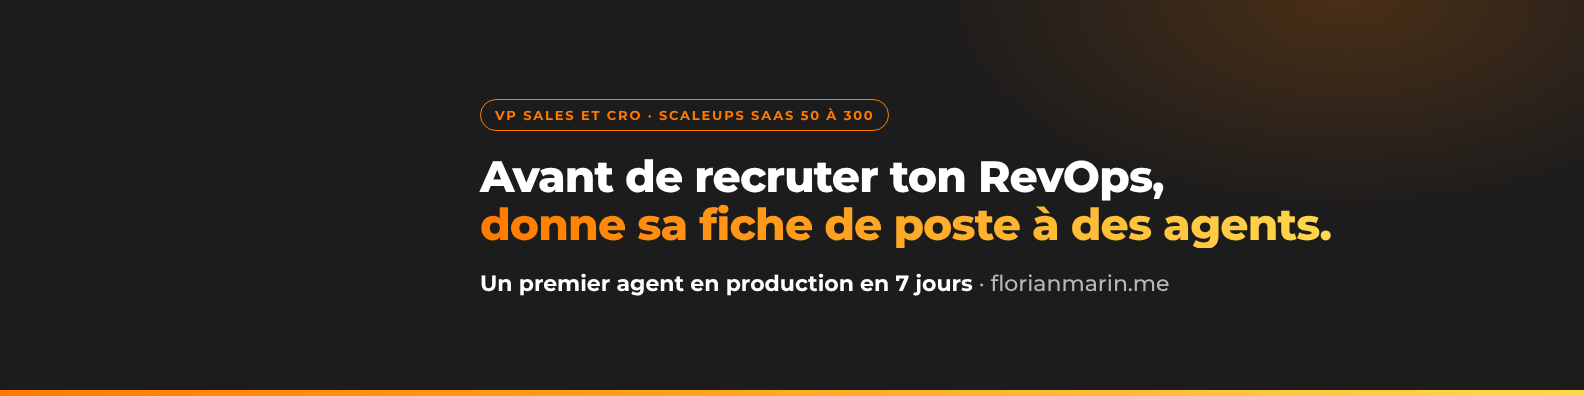 VP SALES ET CRO · SCALEUPS SAAS 50 À 300
Avant de recruter ton RevOps,
donne sa fiche de poste à des agents.
Un premier agent en production en 7 jours · florianmarin.me